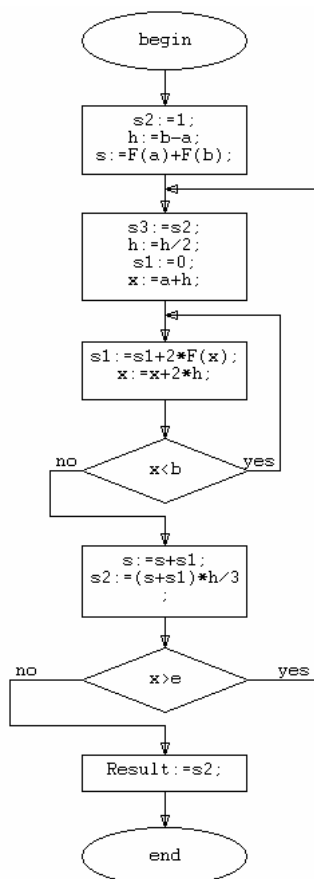 begin
s2:=1;
h:=b-a;
s:=F(a)+F(b);
s3:=s2;
h:=h/2;
s1:=0;
x:=a+h;
s1:=s1+2*F(x);
x:=x+2*h;
no
x<b
yes
s:=s+s1;
s2:=(s+s1)*h/3
;
no
x>e
yes
Result:=s2;
end